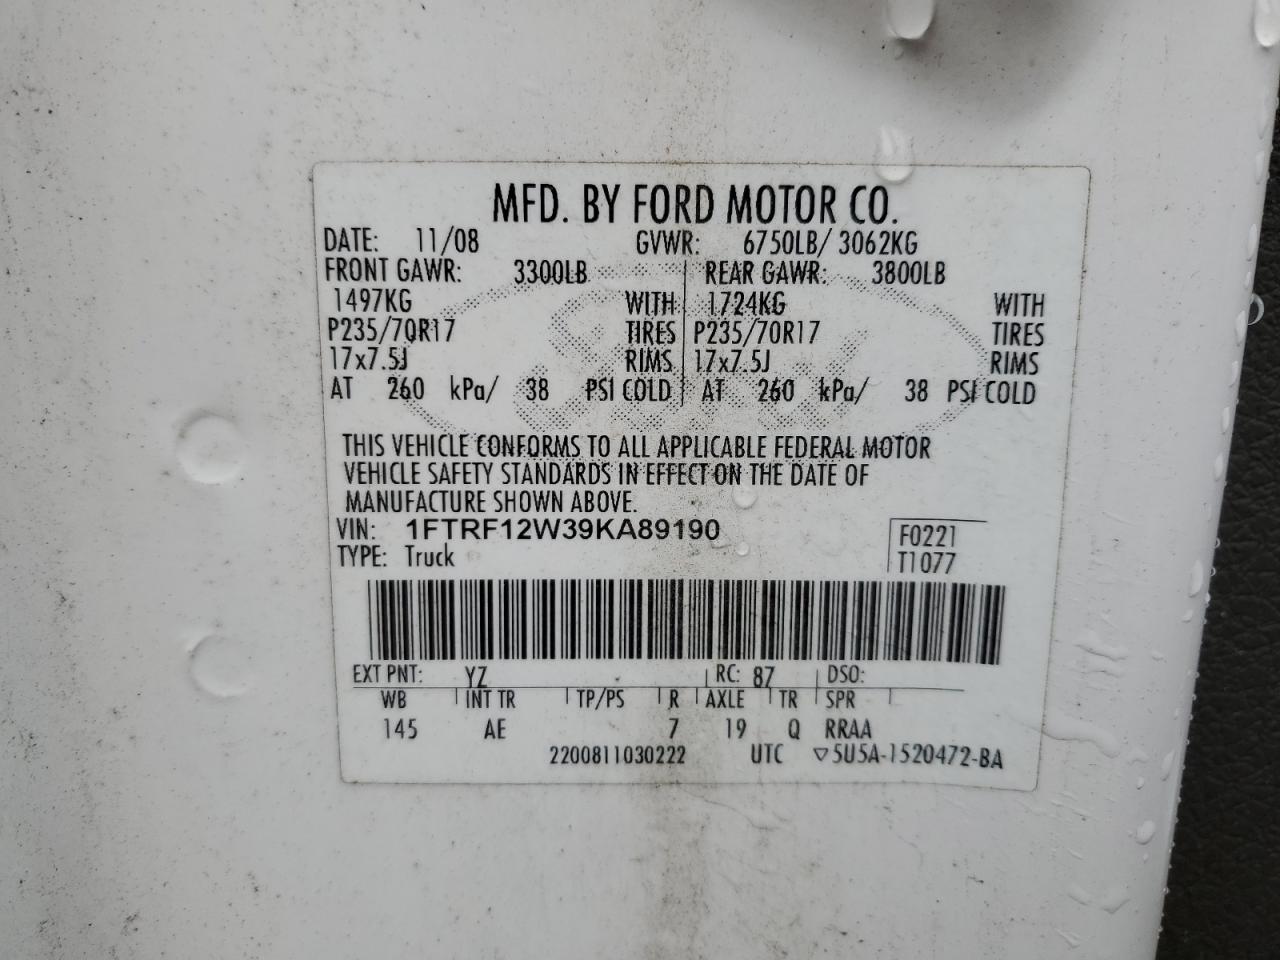 MFD. BY FORD MOTOR CO.
DATE: 11/08 GVWR: 6750LB/ 3062KG
FRONT GAWR: 3300LB REAR GAWR: 3800LB
1497KG WITH 1724KG WITH
P235/70R17 TIRES P235/70R17 TIRES
17x7.5J RIMS 17x7.5J RIMS
AT 260 kPa/ 38 PSI COLD AT 260 kPa/ 38 PSI COLD
THIS VEHICLE CONFORMS TO ALL APPLICABLE FEDERAL MOTOR
VEHICLE SAFETY STANDARDS IN EFFECT ON THE DATE OF
MANUFACTURE SHOWN ABOVE.
VIN: 1FTRF12W39KA89190 F0221
TYPE: Truck T1077
EXT PNT: YZ RC: 87 DSO:
WB INT TR TP/PS R AXLE TR SPR
145 AE 7 19 Q RRAA
2200811030222 UTC ▽5U5A-1520472-BA